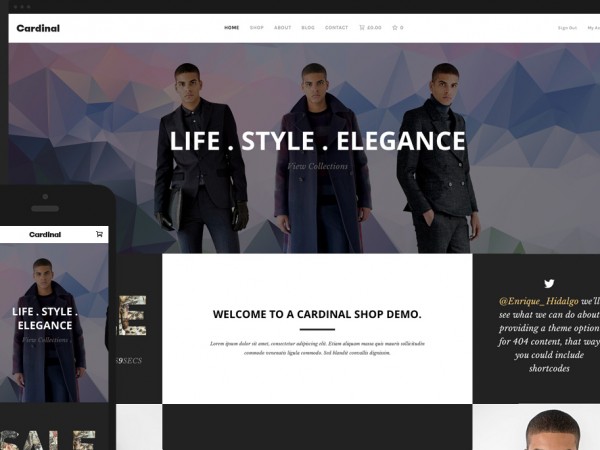 Cardinal
HOME SHOP ABOUT BLOG CONTACT £0.00 0
Sign Out
LIFE . STYLE . ELEGANCE
View Collections
Cardinal
LIFE . STYLE .
ELEGANCE
View Collections
SALE
E
59SECS
WELCOME TO A CARDINAL SHOP DEMO.
Lorem ipsum dolor sit amet, consectetur adipiscing elit. Etiam aliquam massa quis mauris sollicitudin
commodo venenatis ligula commodo. Sed blandit convallis dignissim.
@Enrique_Hidalgo we'll
see what we can do about
providing a theme option
for 404 content, that way
you could include
shortcodes